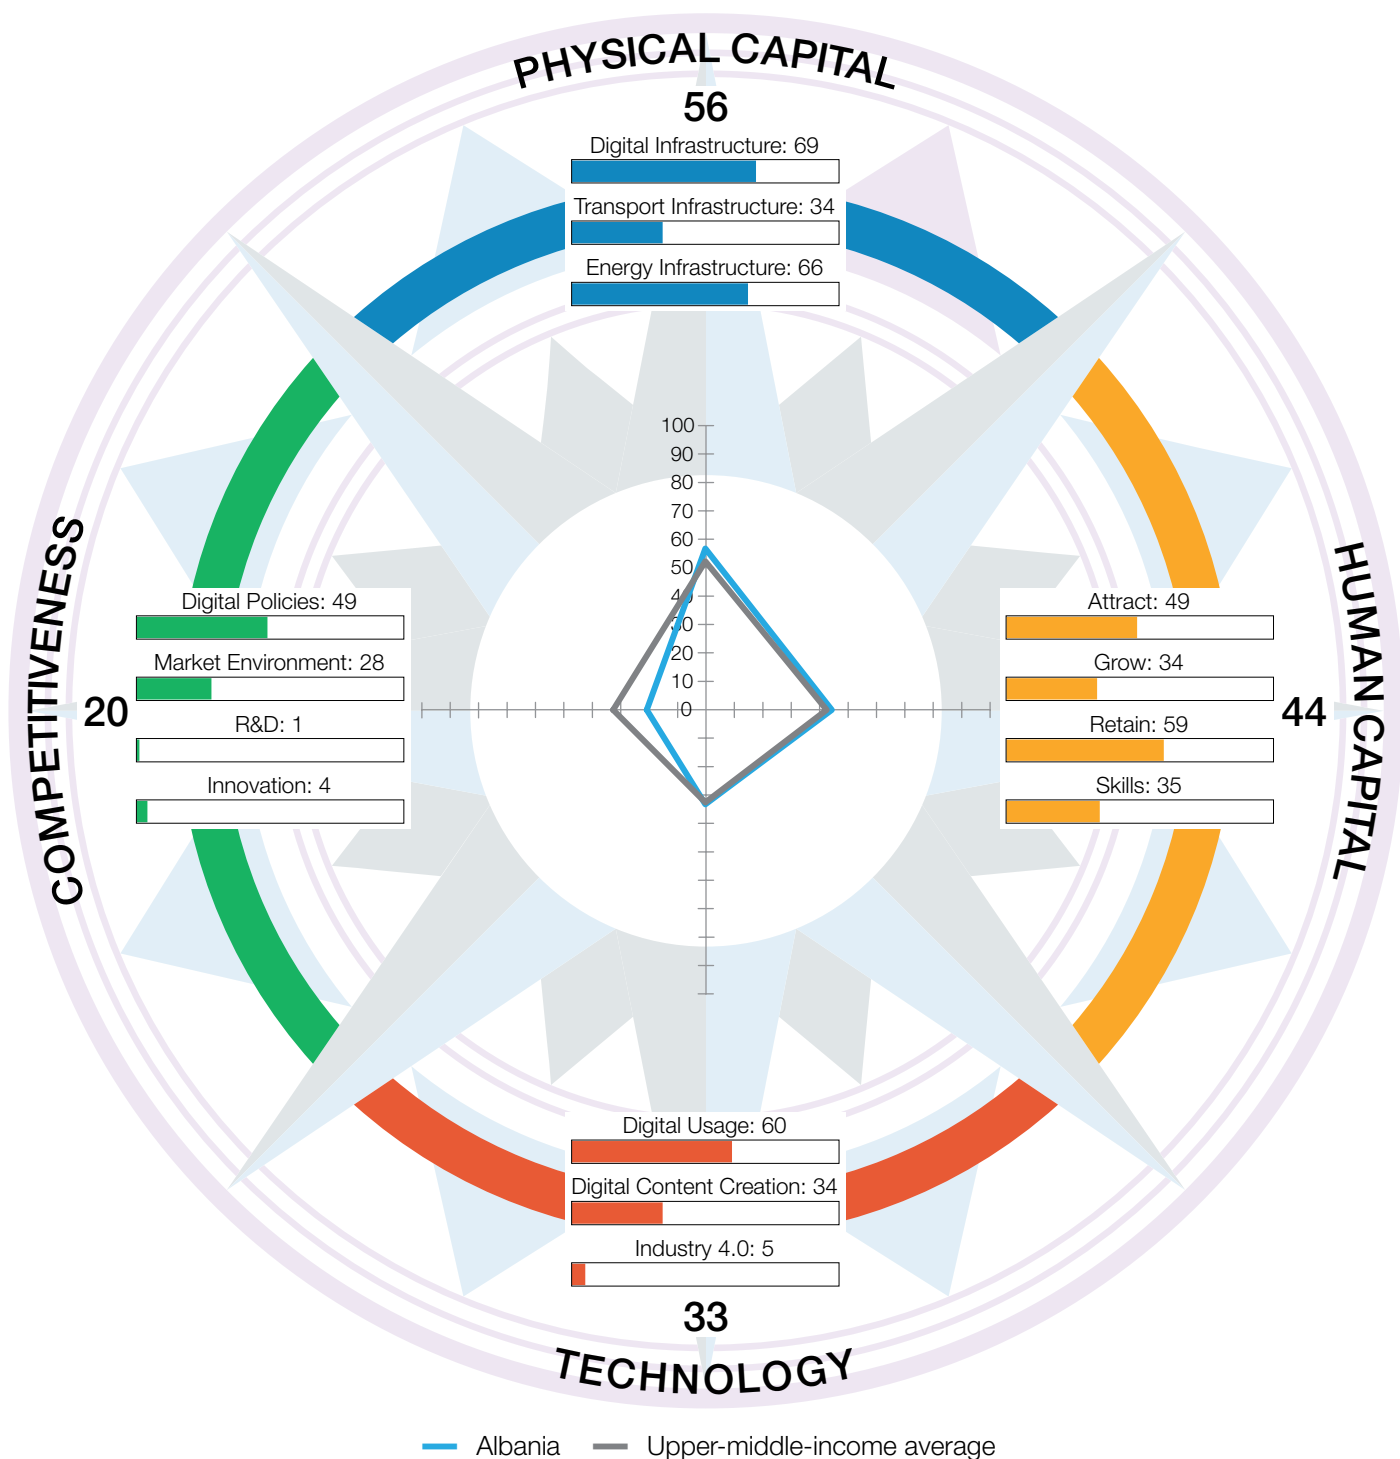 PHYSICAL CAPITAL
56
Digital Infrastructure: 69
Transport Infrastructure: 34
Energy Infrastructure: 66
100
90
80
70
60
50
40
30
20
10
0
COMPETITIVENESS
20
Digital Policies: 49
Market Environment: 28
R&D: 1
Innovation: 4
HUMAN CAPITAL
44
Attract: 49
Grow: 34
Retain: 59
Skills: 35
Digital Usage: 60
Digital Content Creation: 34
Industry 4.0: 5
33
TECHNOLOGY
Albania
Upper-middle-income average